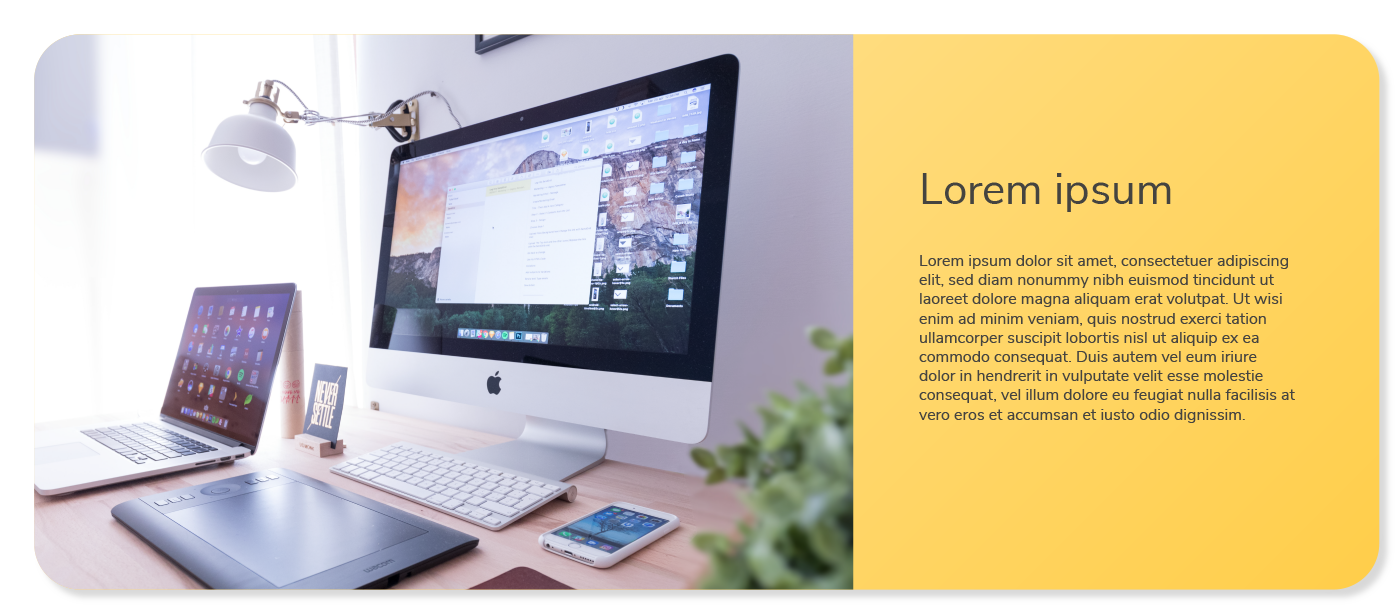 NEVER
SETTLE
Lorem ipsum
Lorem ipsum dolor sit amet, consectetuer adipiscing
elit, sed diam nonummy nibh euismod tincidunt ut
laoreet dolore magna aliquam erat volutpat. Ut wisi
enim ad minim veniam, quis nostrud exerci tation
ullamcorper suscipit lobortis nisl ut aliquip ex ea
commodo consequat. Duis autem vel eum iriure
dolor in hendrerit in vulputate velit esse molestie
consequat, vel illum dolore eu feugiat nulla facilisis at
vero eros et accumsan et iusto odio dignissim.